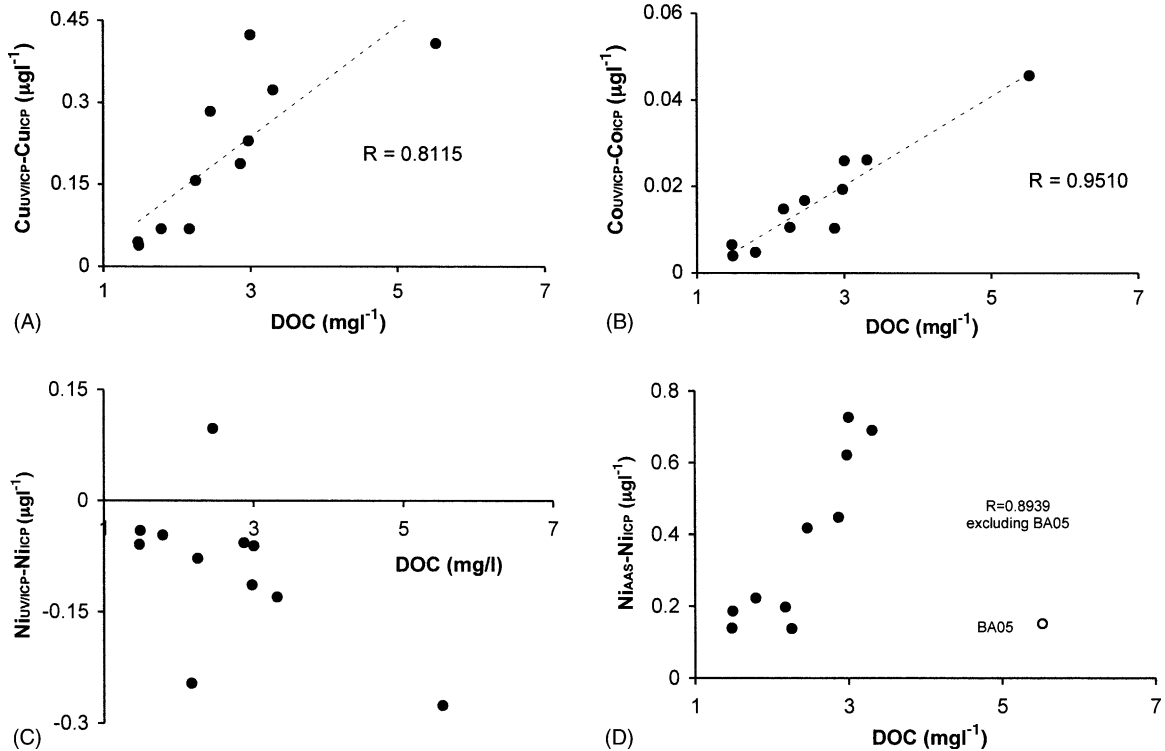 0.45
0.3
0.15
0
CuUV/ICP-CuICP (µgl⁻¹)
R = 0.8115
1 3 5 7
(A) DOC (mgl⁻¹)
0.06
0.04
0.02
0
CoUV/ICP-CoICP (µgl⁻¹)
R = 0.9510
1 3 5 7
(B) DOC (mgl⁻¹)
0.15
0
-0.15
-0.3
NiUV/ICP-NiICP (µgl⁻¹)
1 3 5 7
DOC (mg/l)
(C)
0.8
0.6
0.4
0.2
0
NiAAS-NiICP (µgl⁻¹)
R=0.8939
excluding BA05
BA05
1 3 5 7
(D) DOC (mgl⁻¹)